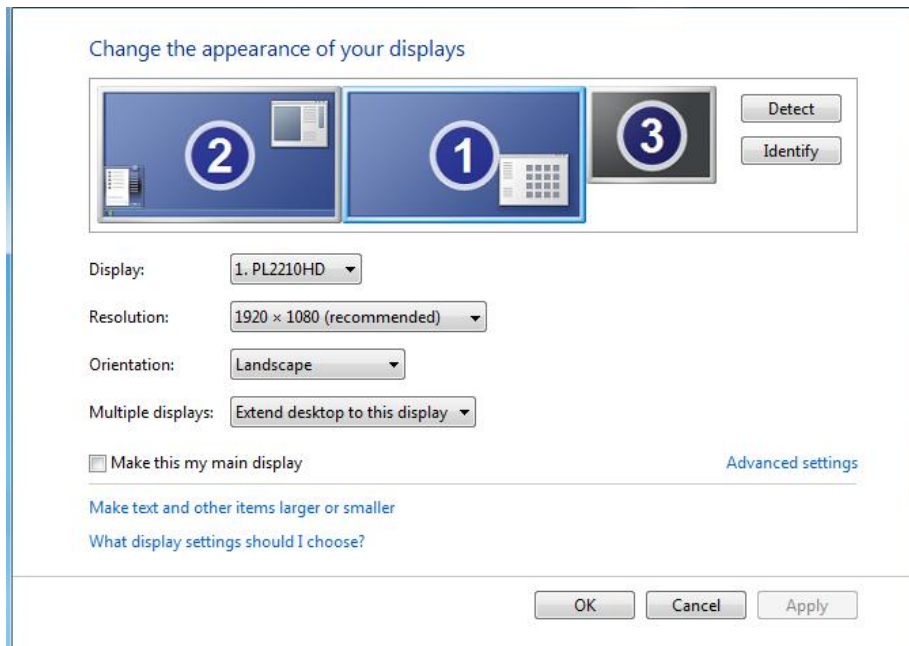 Change the appearance of your displays
2 1 3
Detect
Identify
Display: 1. PL2210HD
Resolution: 1920 × 1080 (recommended)
Orientation: Landscape
Multiple displays: Extend desktop to this display
Make this my main display Advanced settings
Make text and other items larger or smaller
What display settings should I choose?
OK Cancel Apply